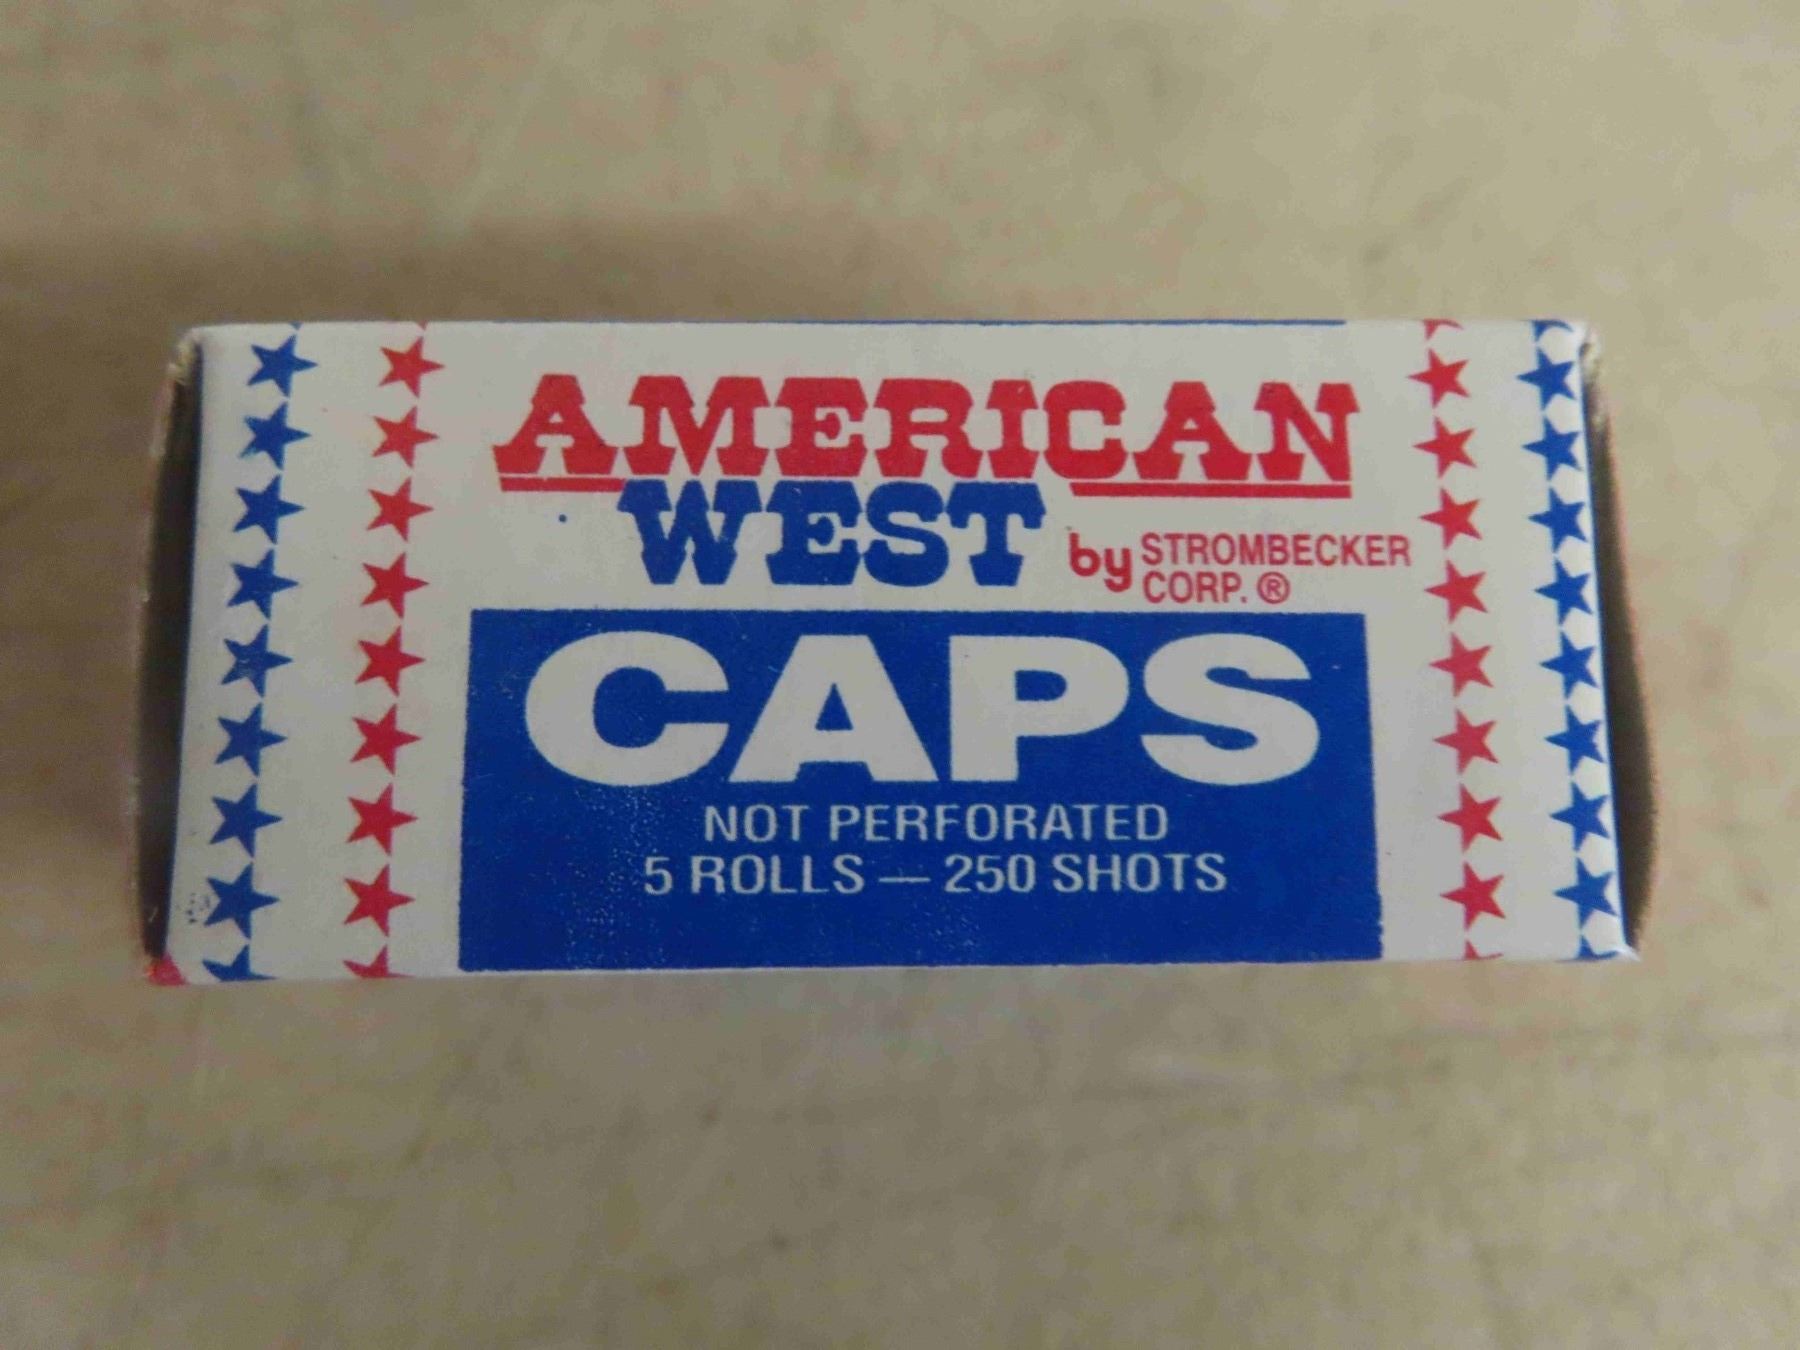 AMERICAN
WEST
by STROMBECKER
CORP. ®
CAPS
NOT PERFORATED
5 ROLLS — 250 SHOTS